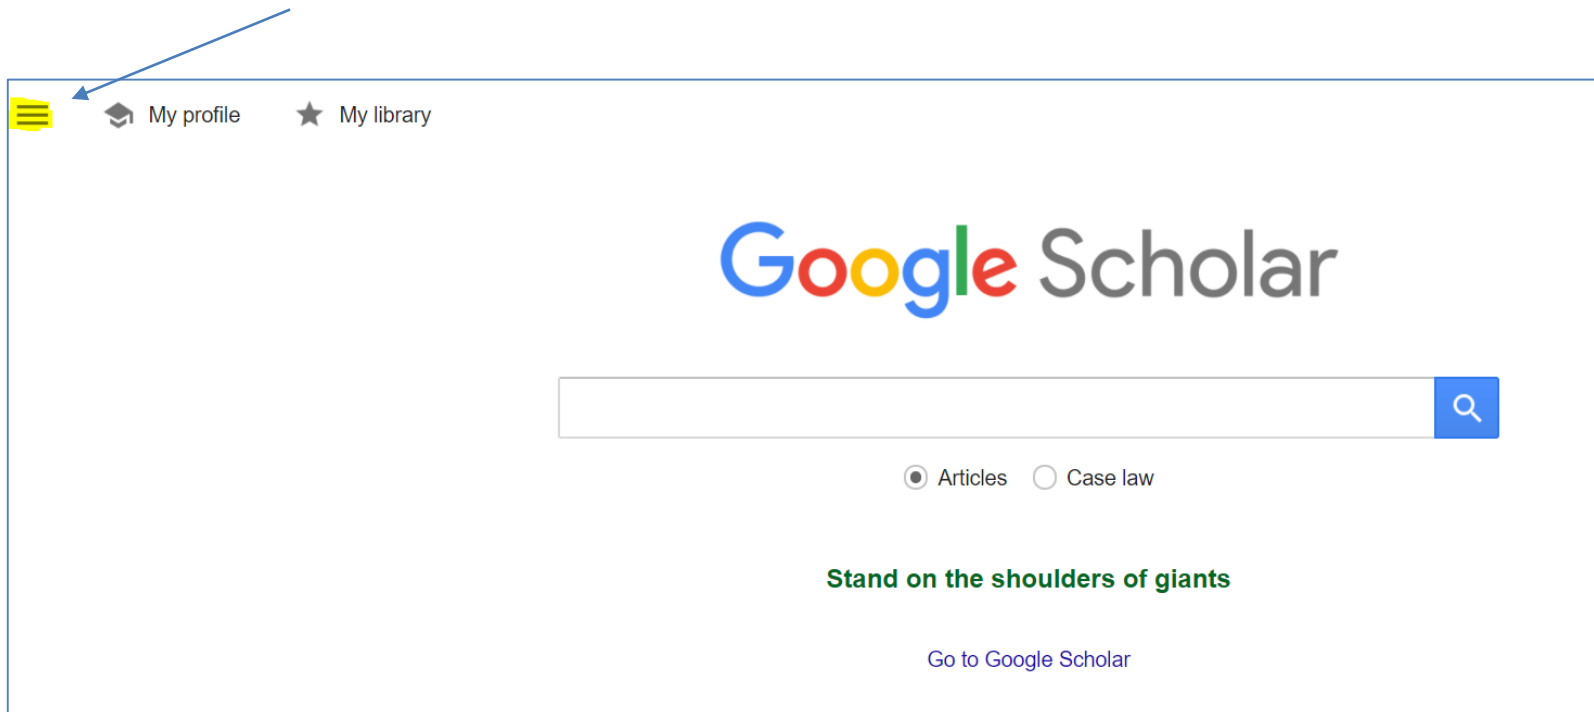 My profile My library
Google Scholar
Articles Case law
Stand on the shoulders of giants
Go to Google Scholar